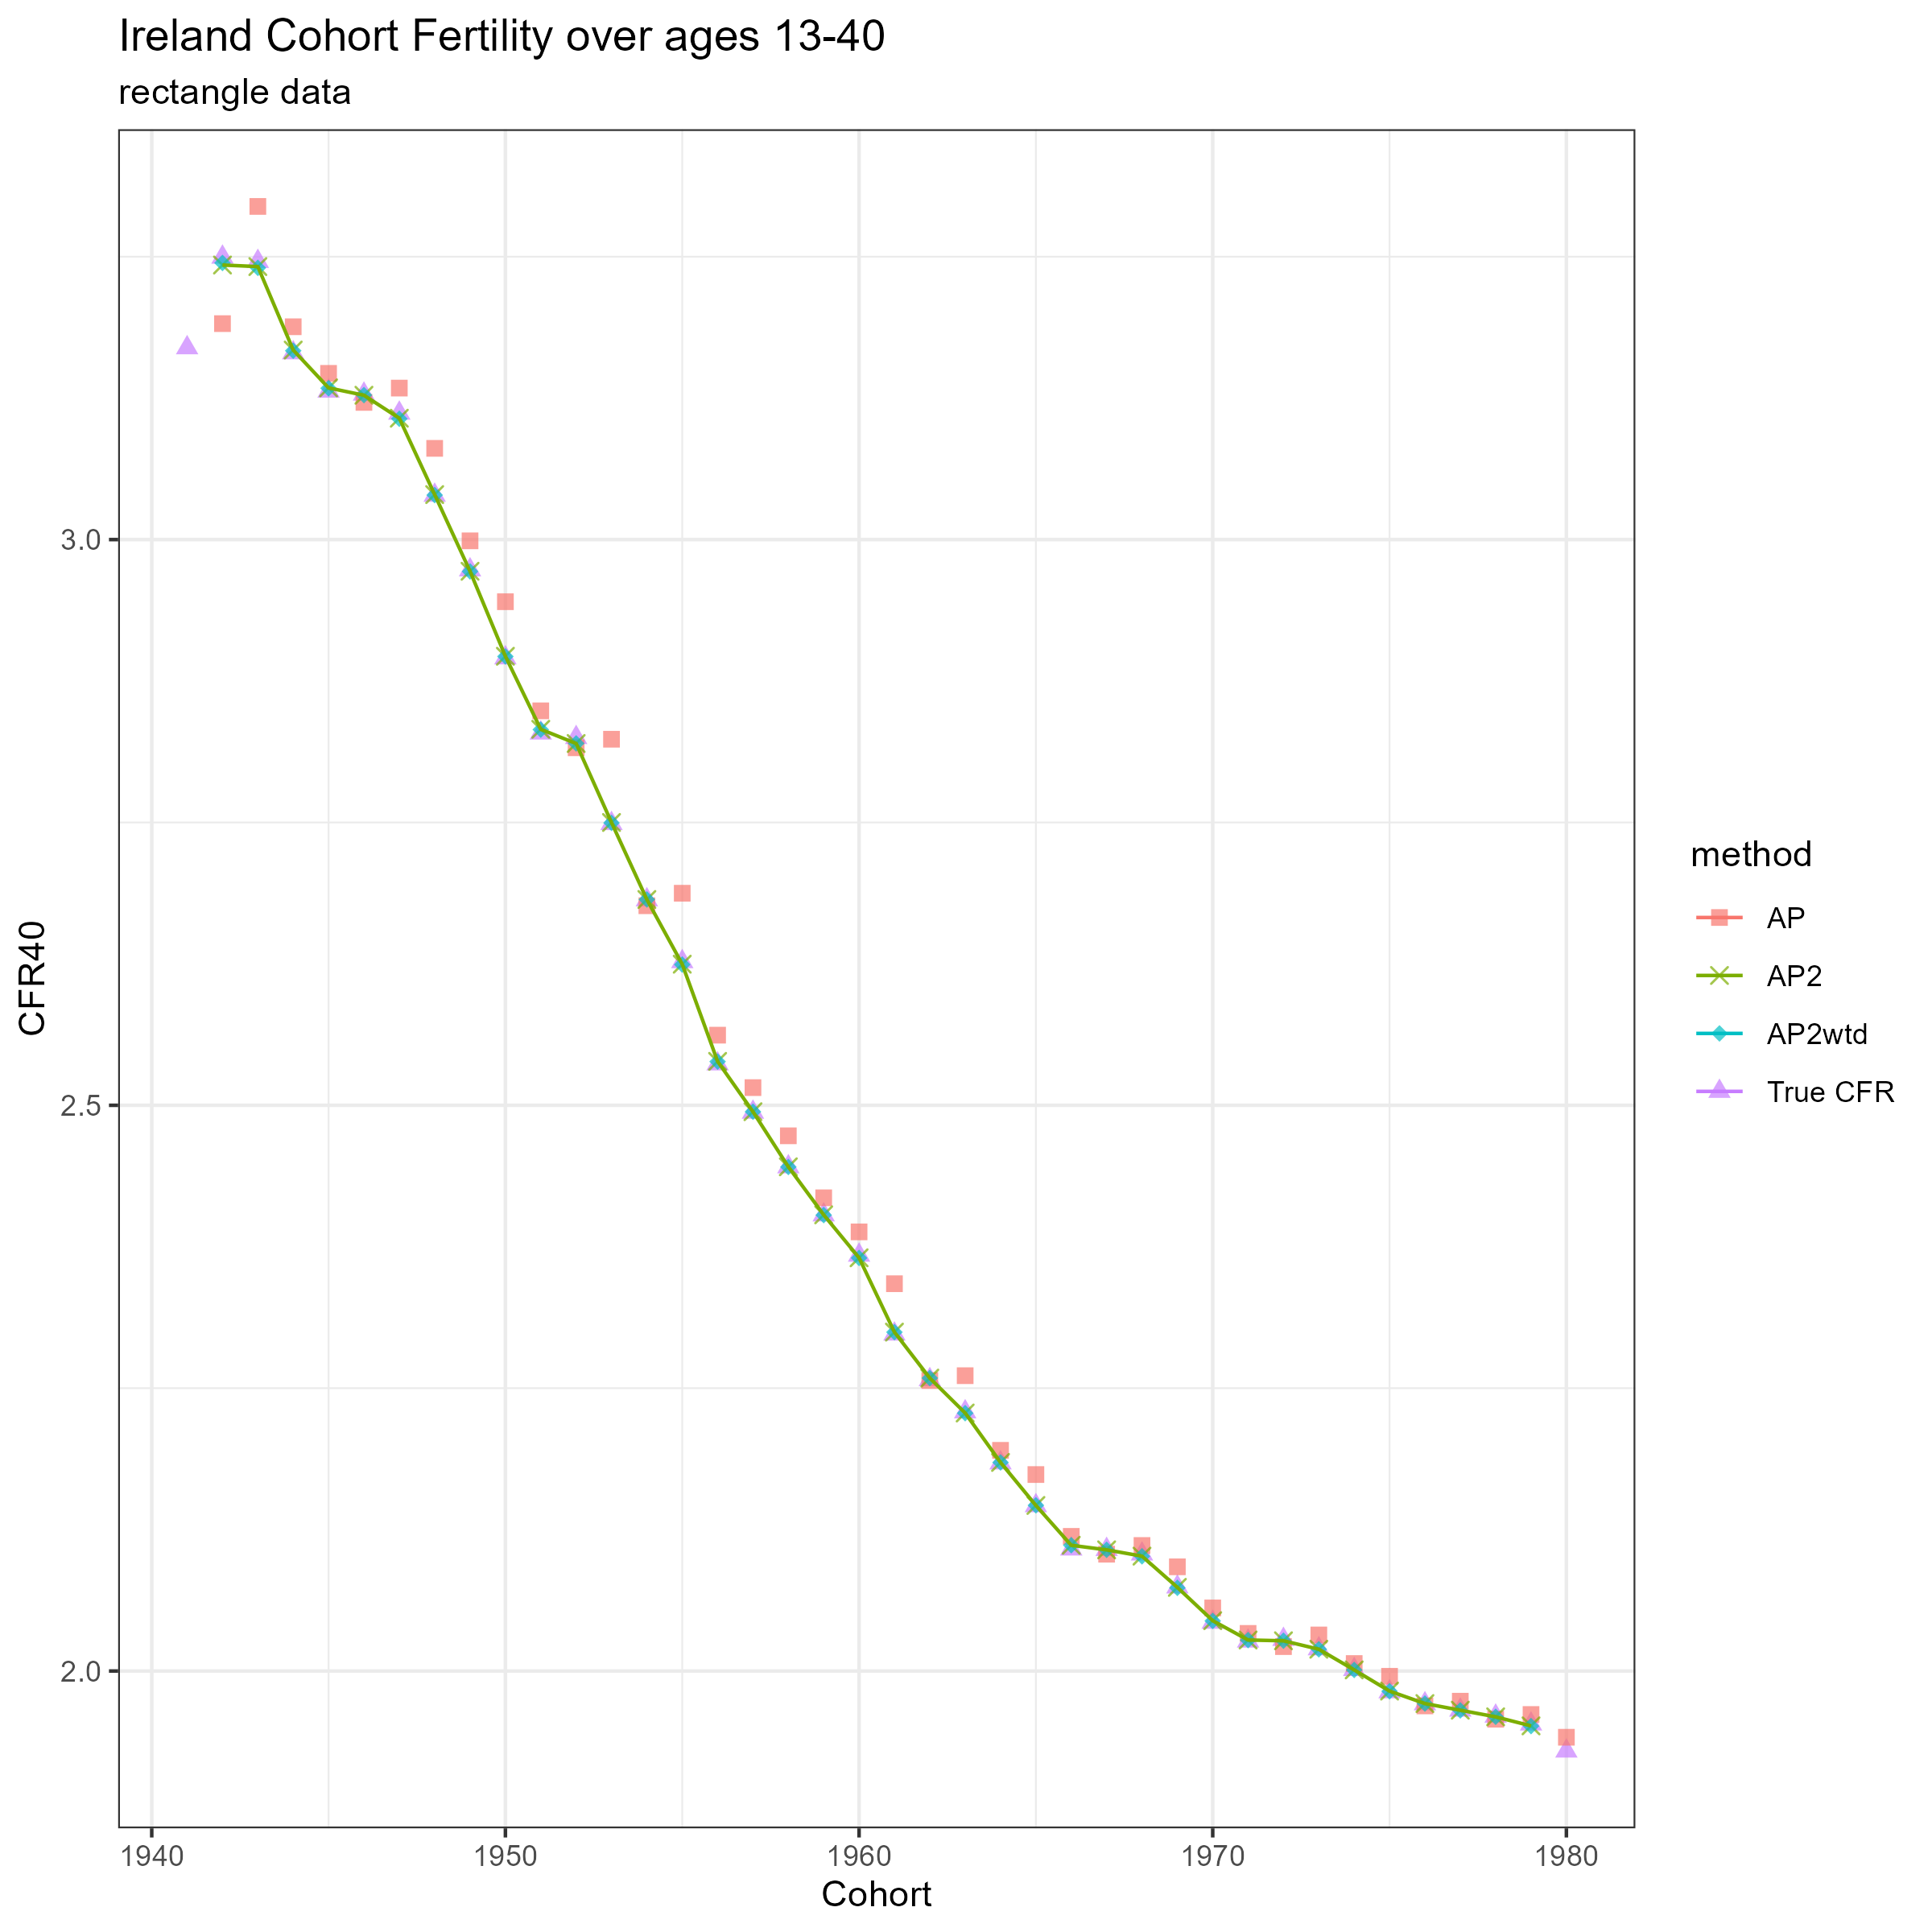 Ireland Cohort Fertility over ages 13-40
rectangle data
CFR40
3.0
2.5
2.0
1940 1950 1960 1970 1980
Cohort
method
AP
AP2
AP2wtd
True CFR